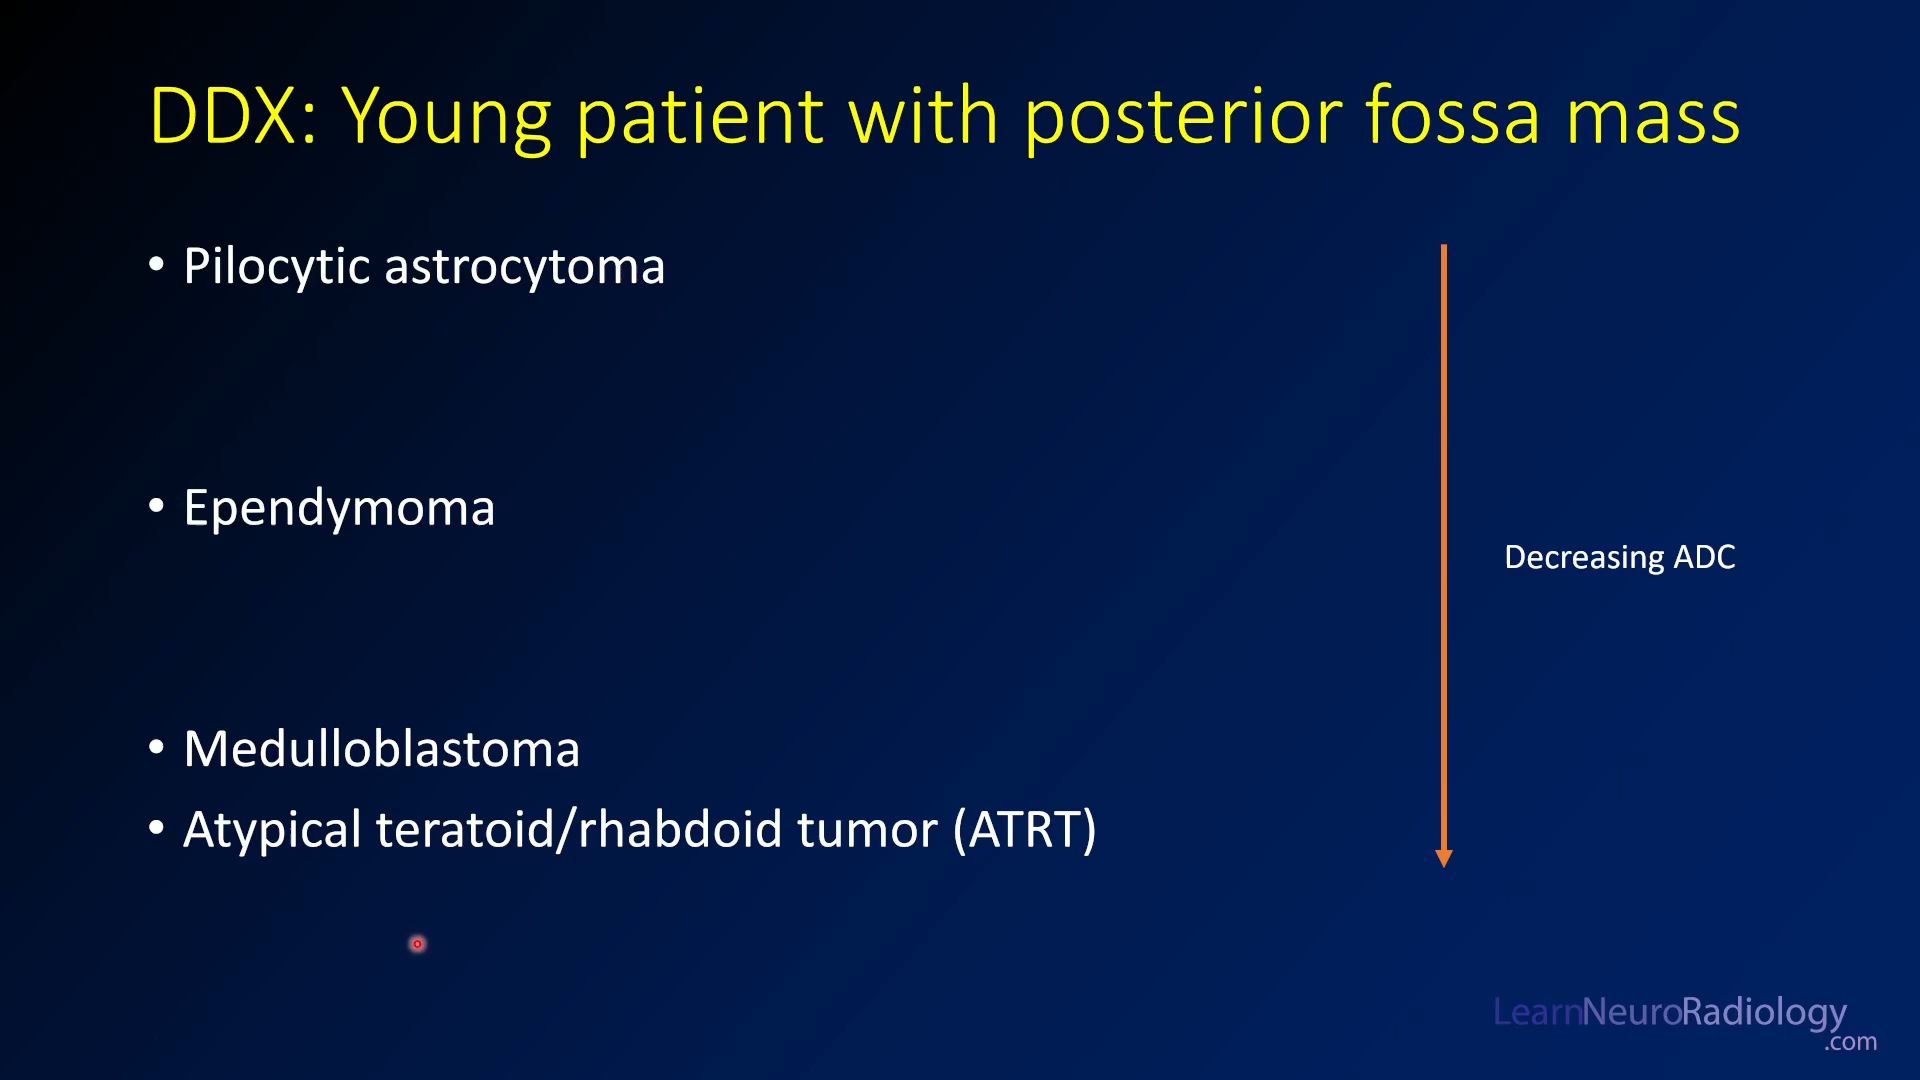 DDX: Young patient with posterior fossa mass
• Pilocytic astrocytoma
• Ependymoma
Decreasing ADC
• Medulloblastoma
• Atypical teratoid/rhabdoid tumor (ATRT)
LearnNeuroRadiology
.com